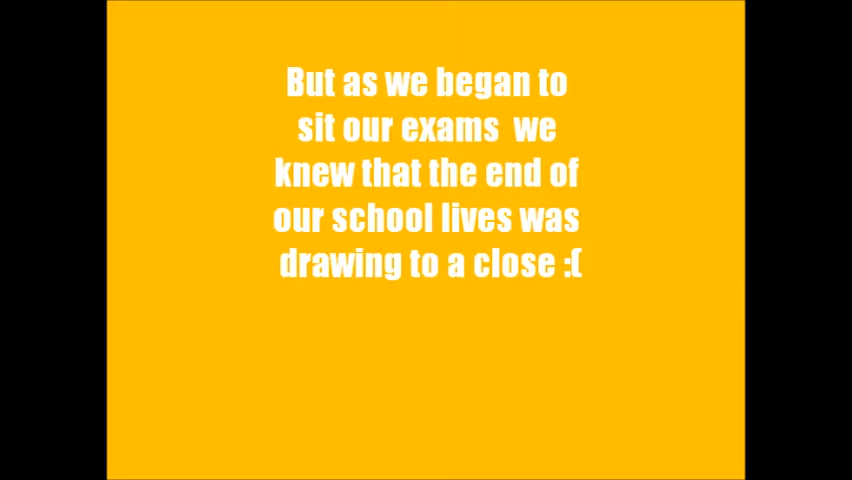 But as we began to
sit our exams  we
knew that the end of
our school lives was
drawing to a close :(